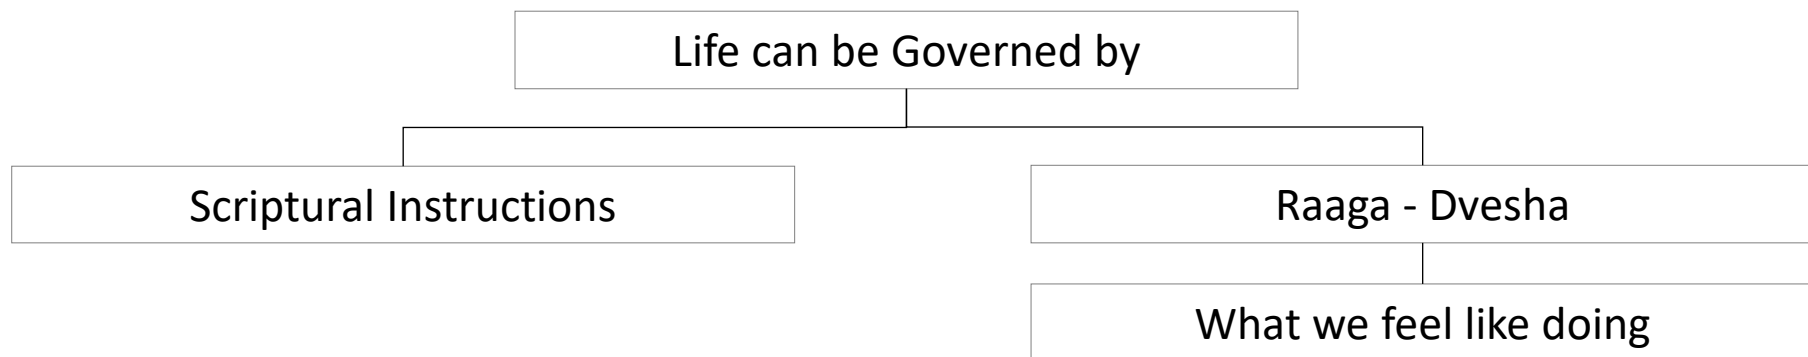 Life can be Governed by
Scriptural Instructions
Raaga - Dvesha
What we feel like doing